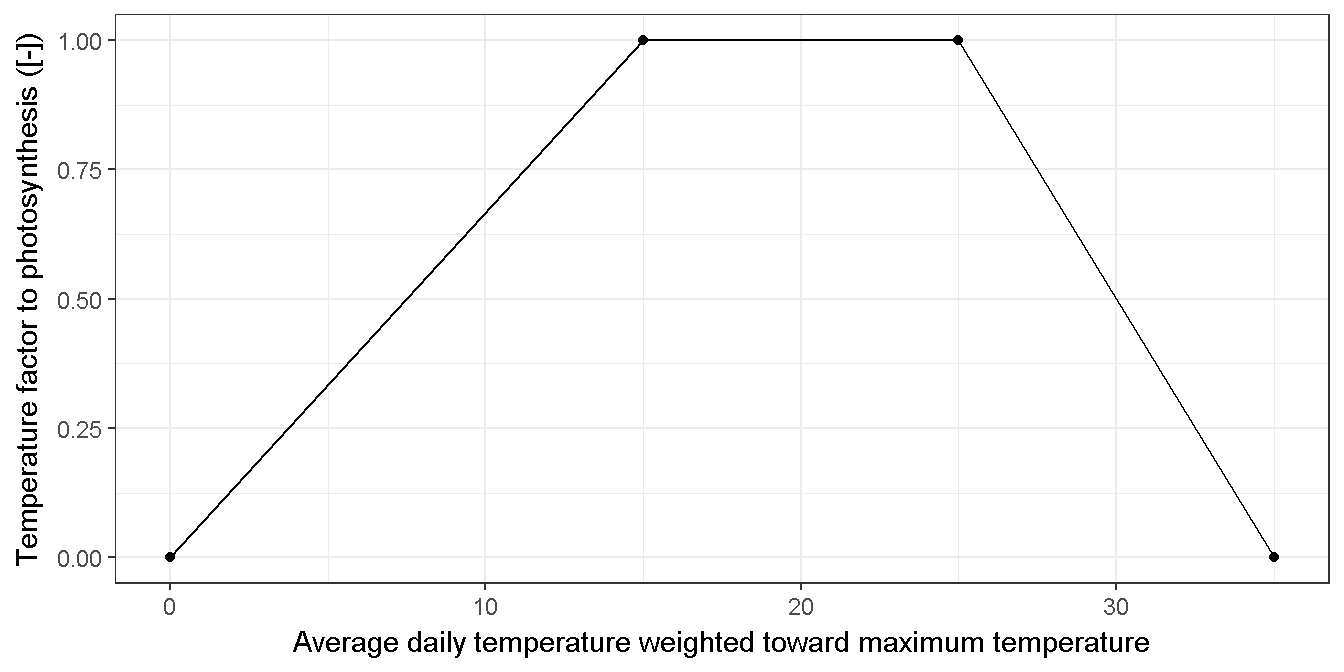 Temperature factor to photosynthesis ([-])
1.00
0.75
0.50
0.25
0.00
0 10 20 30
Average daily temperature weighted toward maximum temperature